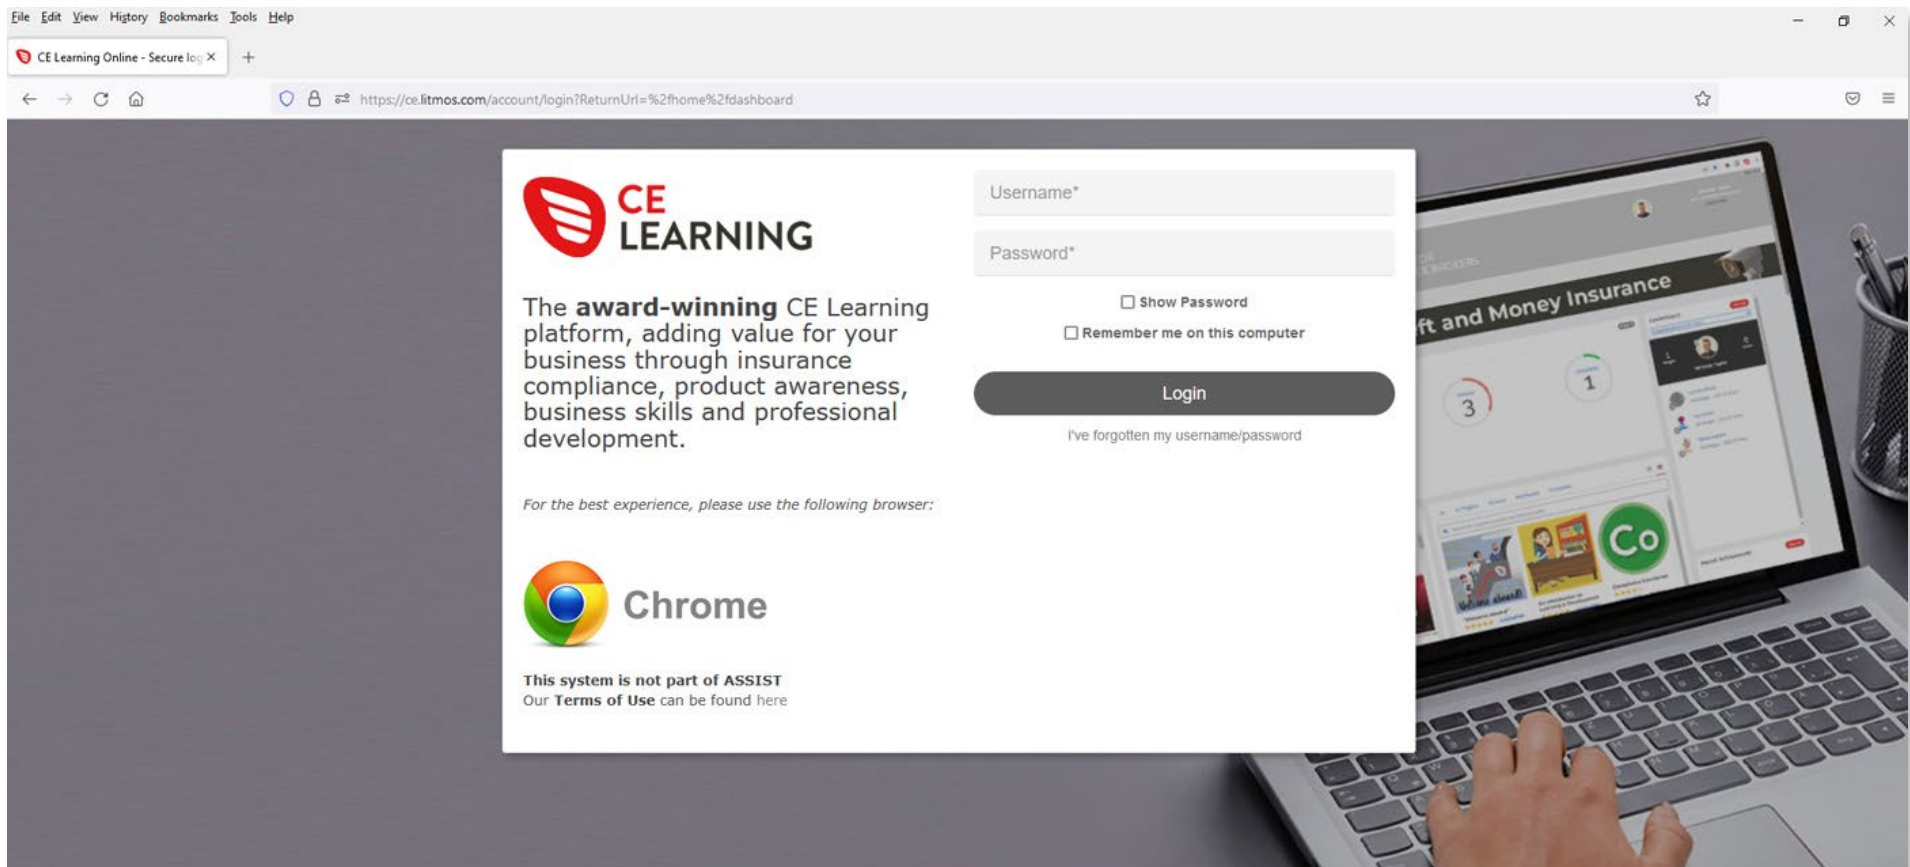 File Edit View History Bookmarks Tools Help
CE Learning Online - Secure log
https://ce.litmos.com/account/login?ReturnUrl=%2fhome%2fdashboard
CE
LEARNING
The award-winning CE Learning
platform, adding value for your
business through insurance
compliance, product awareness,
business skills and professional
development.
For the best experience, please use the following browser:
Chrome
This system is not part of ASSIST
Our Terms of Use can be found here
Username*
Password*
Show Password
Remember me on this computer
Login
I've forgotten my username/password
ft and Money Insurance
3
1
Co